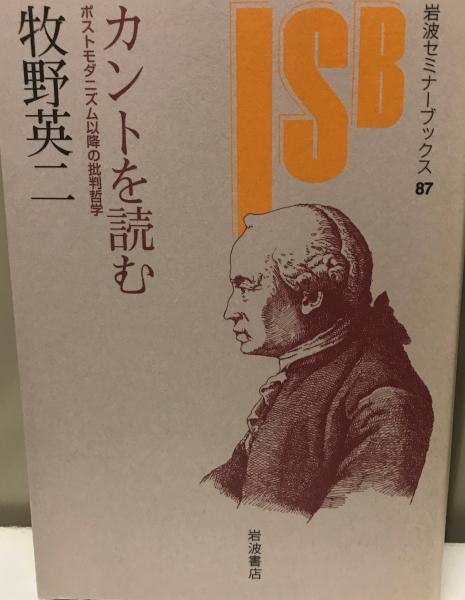 岩波セミナーブックス 87
ISB
カントを読む
ポストモダニズム以降の批判哲学
牧野英二
岩波書店